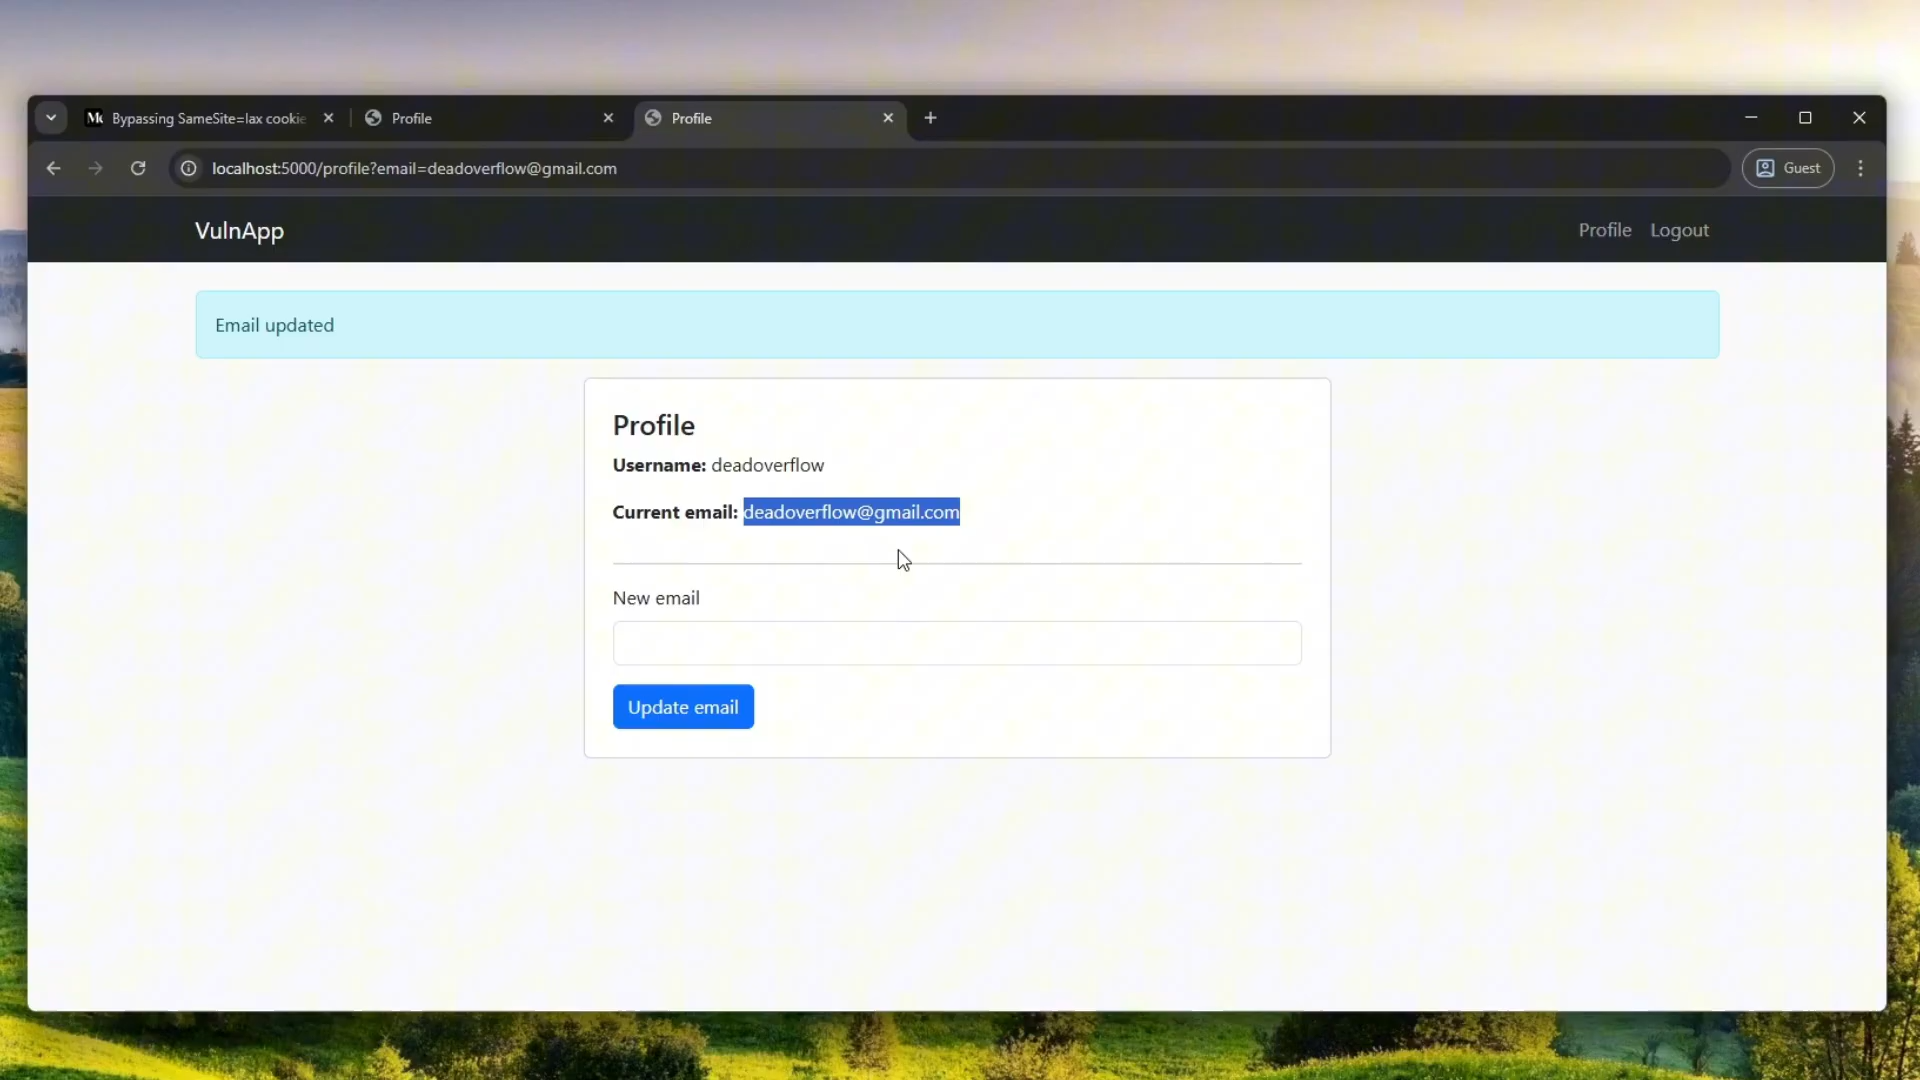 Bypassing SameSite=lax cookie
Profile
Profile
localhost:5000/profile?email=deadoverflow@gmail.com
Guest
VulnApp
Profile
Logout
Email updated
Profile
Username: deadoverflow
Current email: deadoverflow@gmail.com
New email
Update email